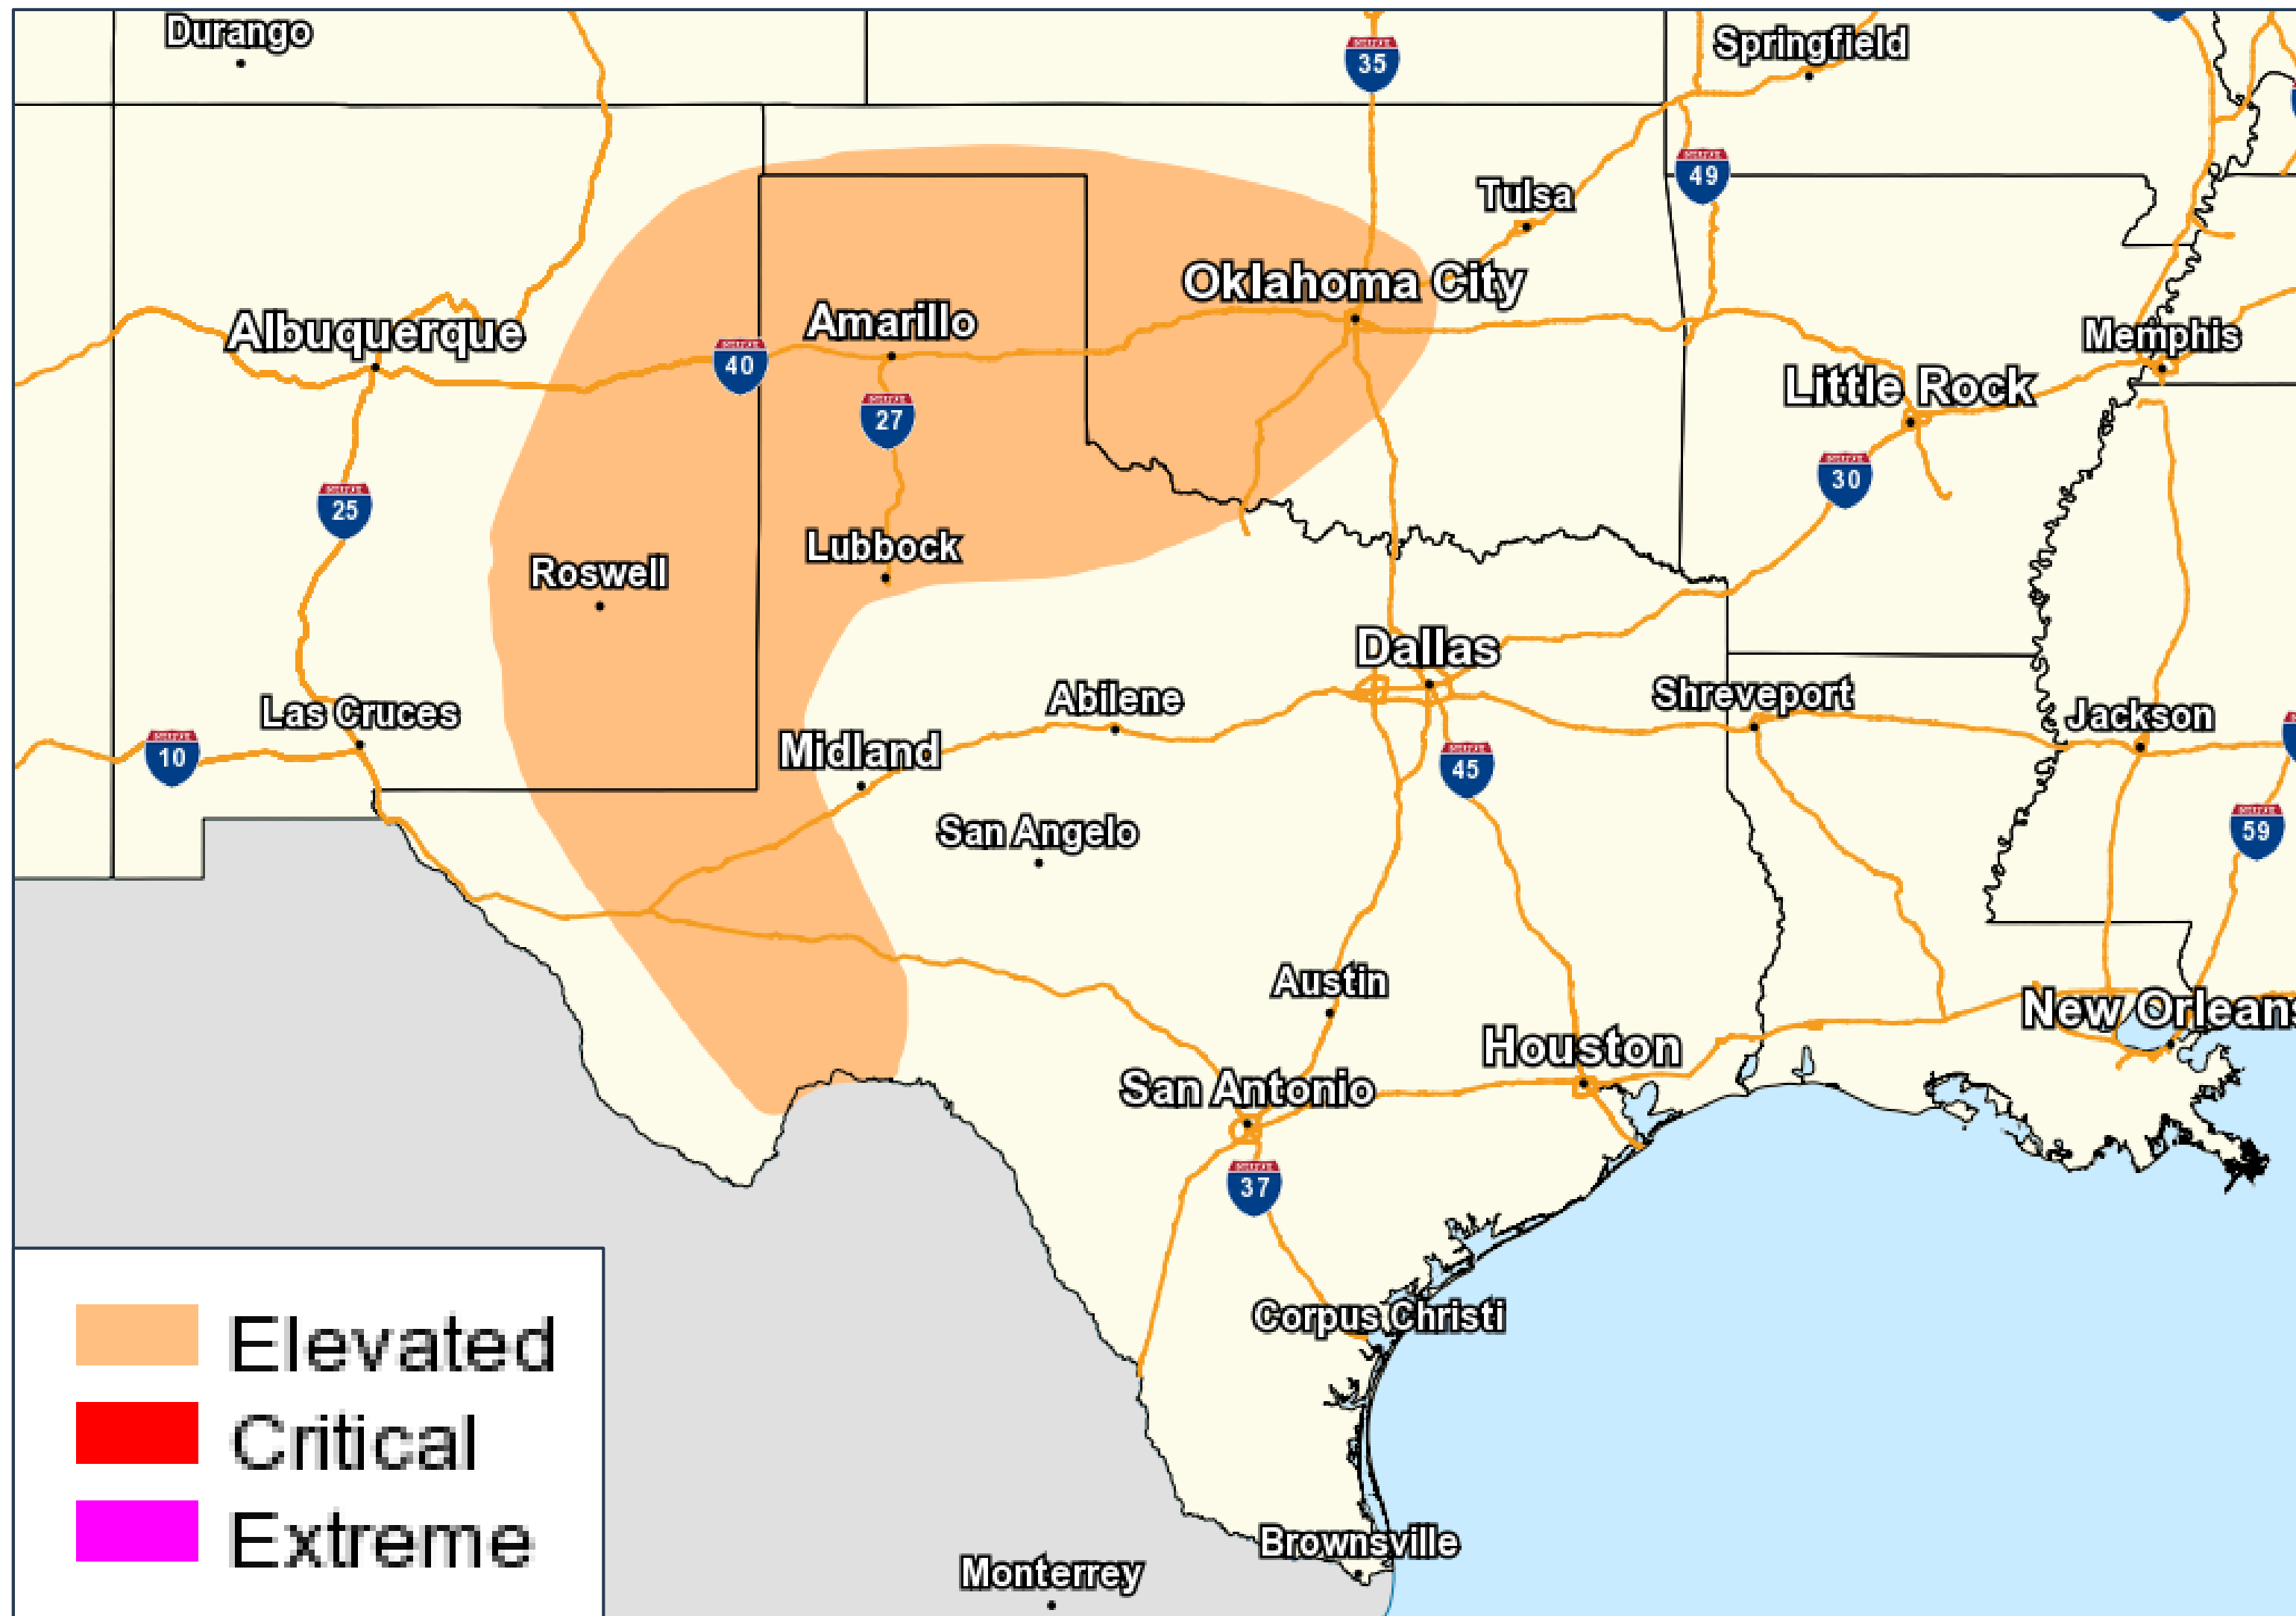 Durango
35
Springfield
49
Tulsa
Oklahoma City
Albuquerque
Amarillo
40
Memphis
27
Little Rock
25
30
Roswell
Lubbock
Dallas
Las Cruces
Abilene
Shreveport
Jackson
10
Midland
45
San Angelo
59
Austin
New Orleans
Houston
San Antonio
37
Corpus Christi
Elevated
Critical
Extreme
Brownsville
Monterrey